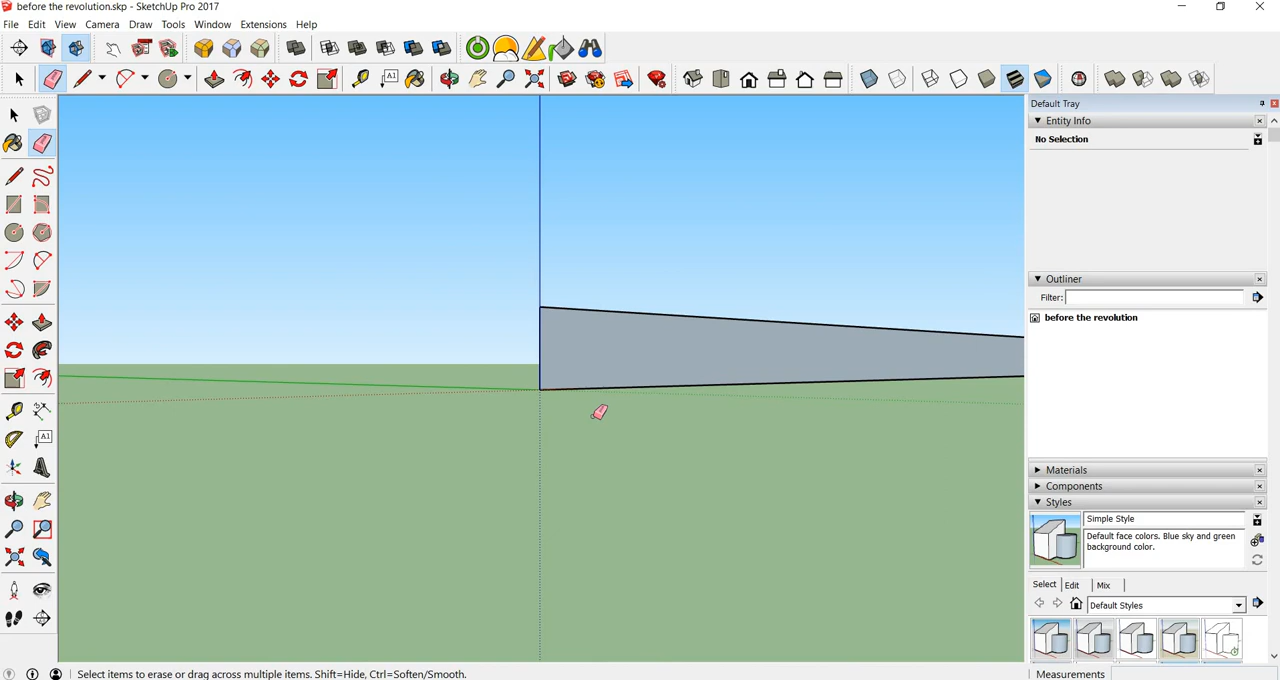 before the revolution.skp - SketchUp Pro 2017
File Edit View Camera Draw Tools Window Extensions Help
A1
Default Tray
Entity Info
No Selection
A1
Outliner
Filter:
before the revolution
Materials
Components
Styles
Simple Style
Default face colors. Blue sky and green
background color.
Select Edit Mix
Default Styles
Select items to erase or drag across multiple items. Shift=Hide, Ctrl=Soften/Smooth.
Measurements